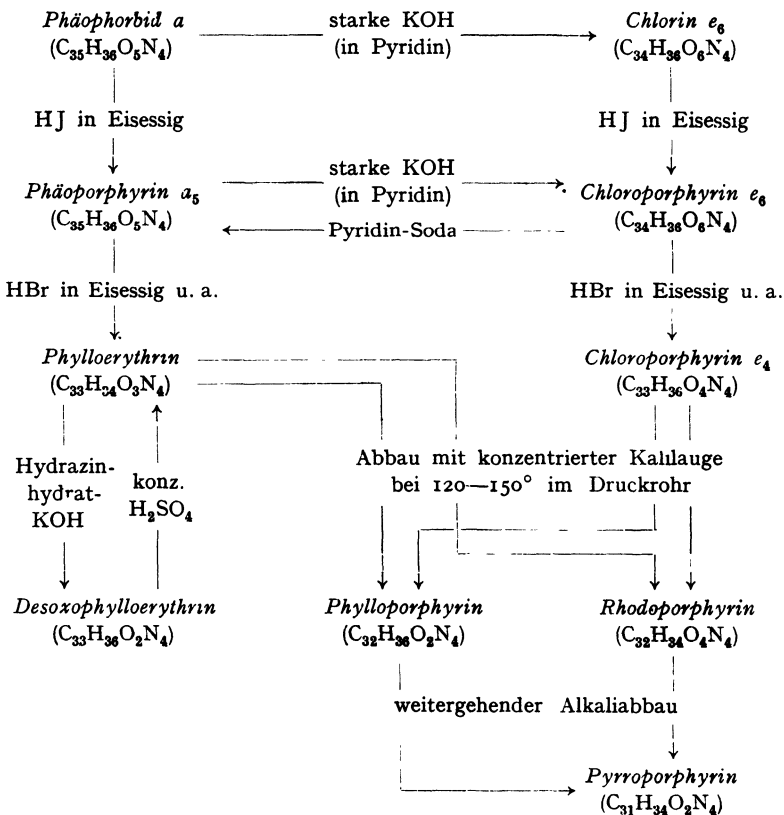 Phäophorbid a
starke KOH
Chlorin e₆
(C₃₅H₃₆O₅N₄)
(in Pyridin)
(C₃₄H₃₆O₆N₄)
HJ in Eisessig
HJ in Eisessig
Phäoporphyrin a₅
starke KOH
Chloroporphyrin e₆
(C₃₅H₃₆O₅N₄)
(in Pyridin)
(C₃₄H₃₆O₆N₄)
Pyridin-Soda
HBr in Eisessig u. a.
HBr in Eisessig u. a.
Phylloerythrin
Chloroporphyrin e₄
(C₃₃H₃₄O₃N₄)
(C₃₃H₃₆O₄N₄)
Hydrazin-
hydrat-
KOH
konz.
H₂SO₄
Abbau mit konzentrierter Kalilauge
bei 120—150° im Druckrohr
Desoxophylloerythrin
Phylloporphyrin
Rhodoporphyrin
(C₃₃H₃₆O₂N₄)
(C₃₂H₃₆O₂N₄)
(C₃₂H₃₄O₄N₄)
weitergehender Alkaliabbau
Pyrroporphyrin
(C₃₁H₃₄O₂N₄)